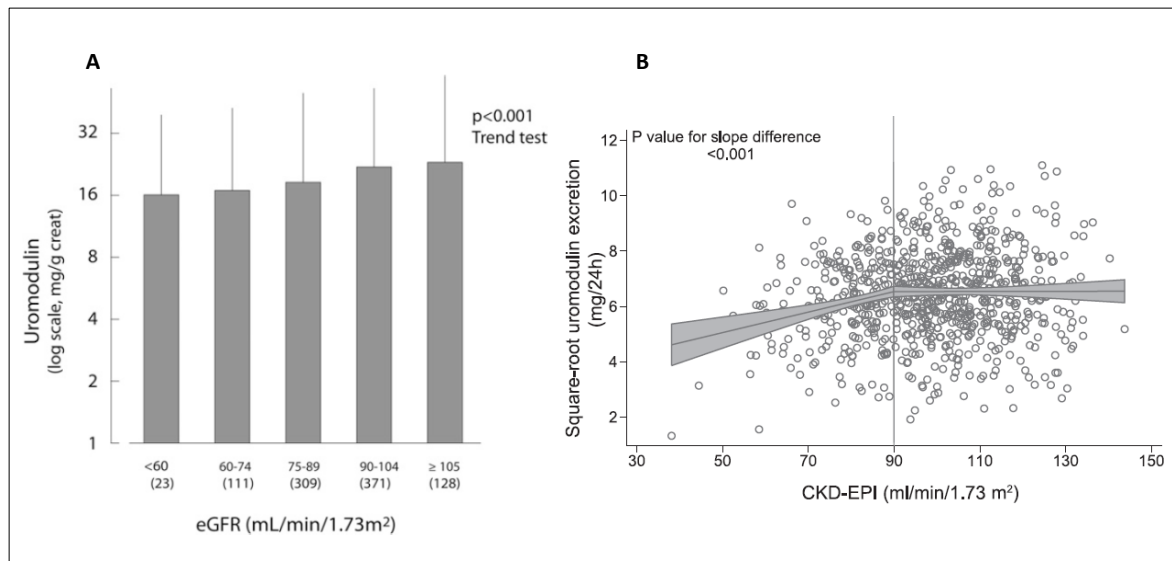 A
Uromodulin
(log scale, mg/g creat)
32
16
8
4
2
1
p<0.001
Trend test
<60 60-74 75-89 90-104 ≥ 105
(23) (111) (309) (371) (128)
eGFR (mL/min/1.73m²)
B
P value for slope difference
<0.001
Square-root uromodulin excretion
(mg/24h)
12
10
8
6
4
2
30 50 70 90 110 130 150
CKD-EPI (ml/min/1.73 m²)